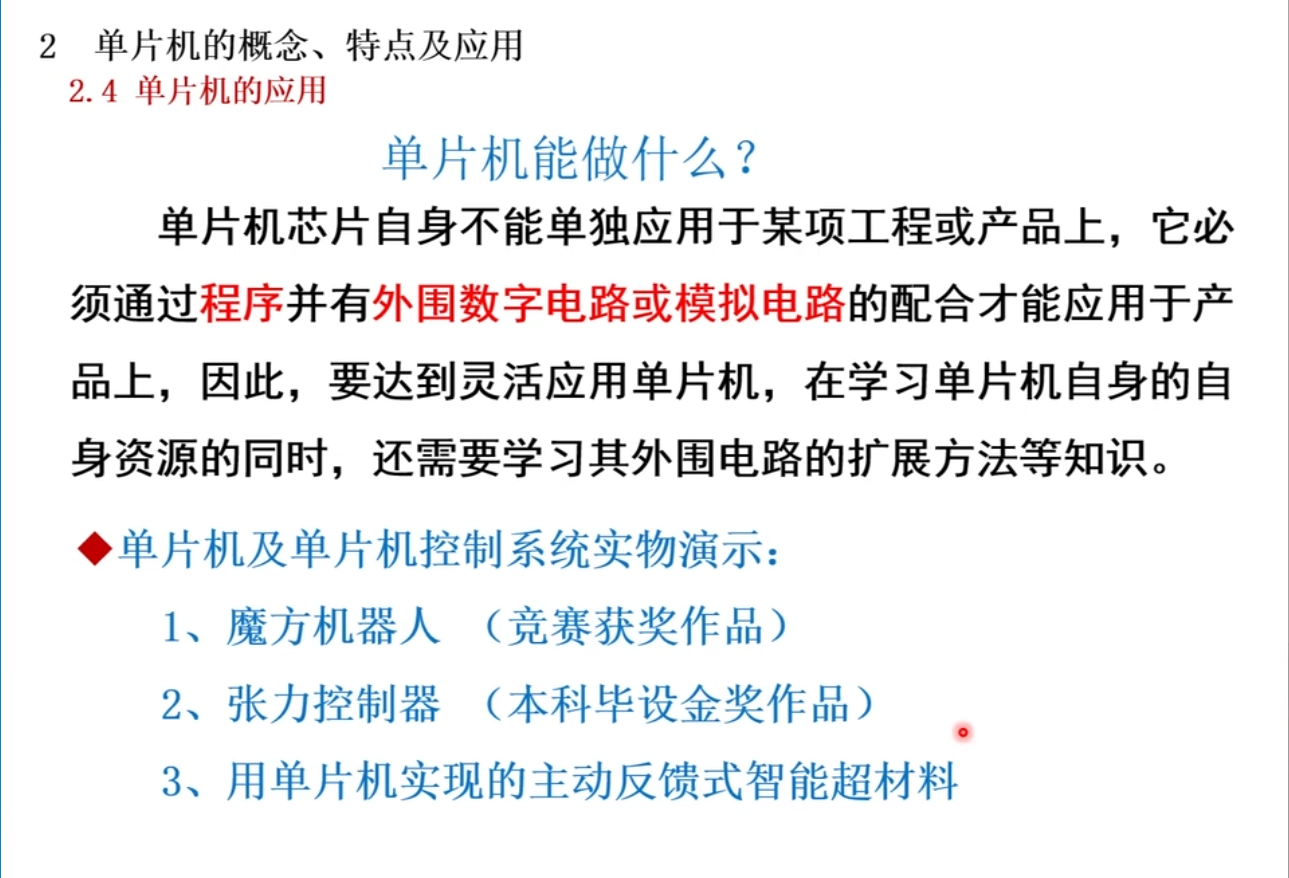 2 单片机的概念、特点及应用
2.4 单片机的应用
单片机能做什么？
单片机芯片自身不能单独应用于某项工程或产品上，它必
须通过程序并有外围数字电路或模拟电路的配合才能应用于产
品上，因此，要达到灵活应用单片机，在学习单片机自身的自
身资源的同时，还需要学习其外围电路的扩展方法等知识。
◆单片机及单片机控制系统实物演示：
1、魔方机器人 （竞赛获奖作品）
2、张力控制器 （本科毕设金奖作品）
3、用单片机实现的主动反馈式智能超材料